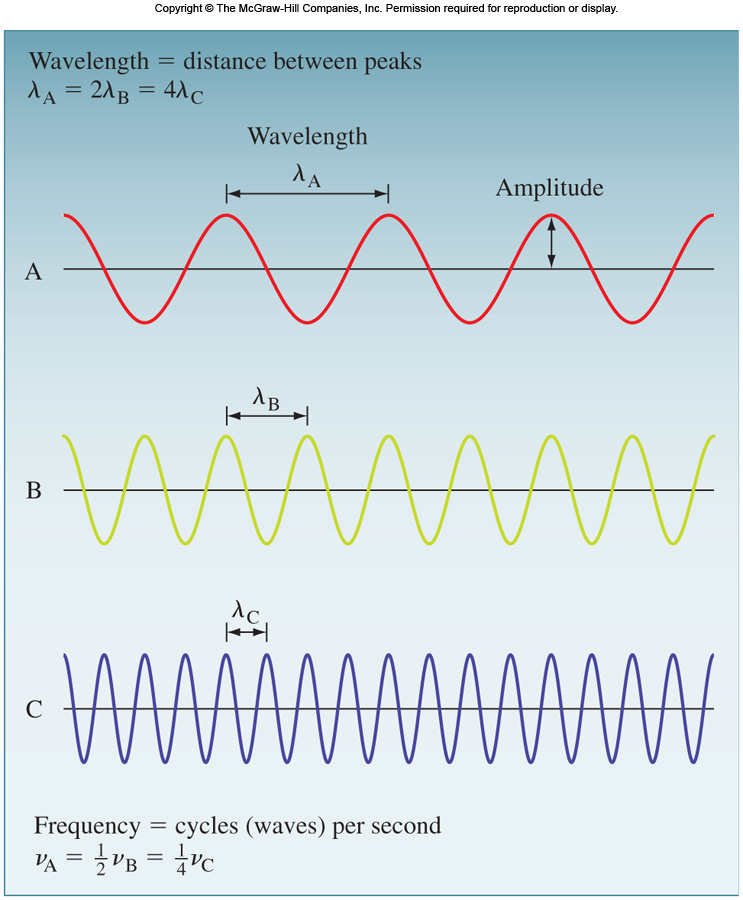 Copyright © The McGraw-Hill Companies, Inc. Permission required for reproduction or display.
Wavelength = distance between peaks
λA = 2λB = 4λC
Wavelength
λA
Amplitude
A
λB
B
λC
C
Frequency = cycles (waves) per second
νA = 1/2 νB = 1/4 νC